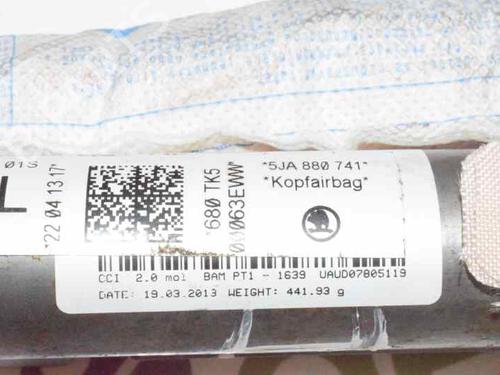 01S
L
*22 04 13 17*
*680 TK5
063EWW*
*5JA 880 741*
*Kopfairbag*
CCI 2.0 mol BAM PT1 - 1639 UAUD07805119
DATE: 19.03.2013 WEIGHT: 441.93 g